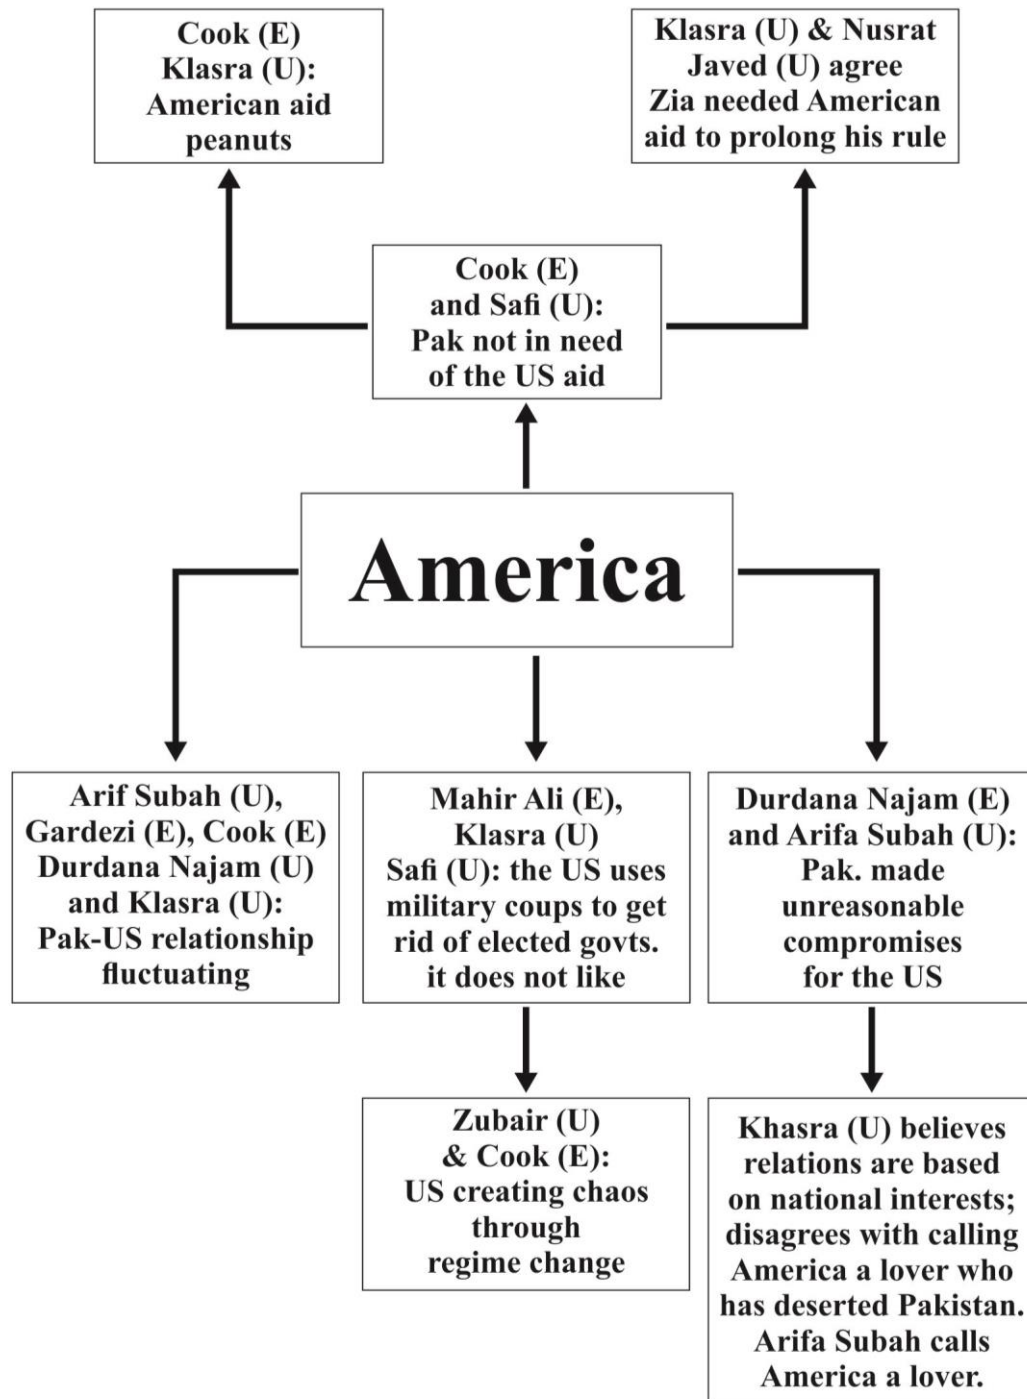 Cook (E)
Klasra (U):
American aid
peanuts
Klasra (U) & Nusrat
Javed (U) agree
Zia needed American
aid to prolong his rule
Cook (E)
and Safi (U):
Pak not in need
of the US aid
America
Arif Subah (U),
Gardezi (E), Cook (E)
Durdana Najam (U)
and Klasra (U):
Pak-US relationship
fluctuating
Mahir Ali (E),
Klasra (U)
Safi (U): the US uses
military coups to get
rid of elected govts.
it does not like
Durdana Najam (E)
and Arifa Subah (U):
Pak. made
unreasonable
compromises
for the US
Zubair (U)
& Cook (E):
US creating chaos
through
regime change
Khasra (U) believes
relations are based
on national interests;
disagrees with calling
America a lover who
has deserted Pakistan.
Arifa Subah calls
America a lover.